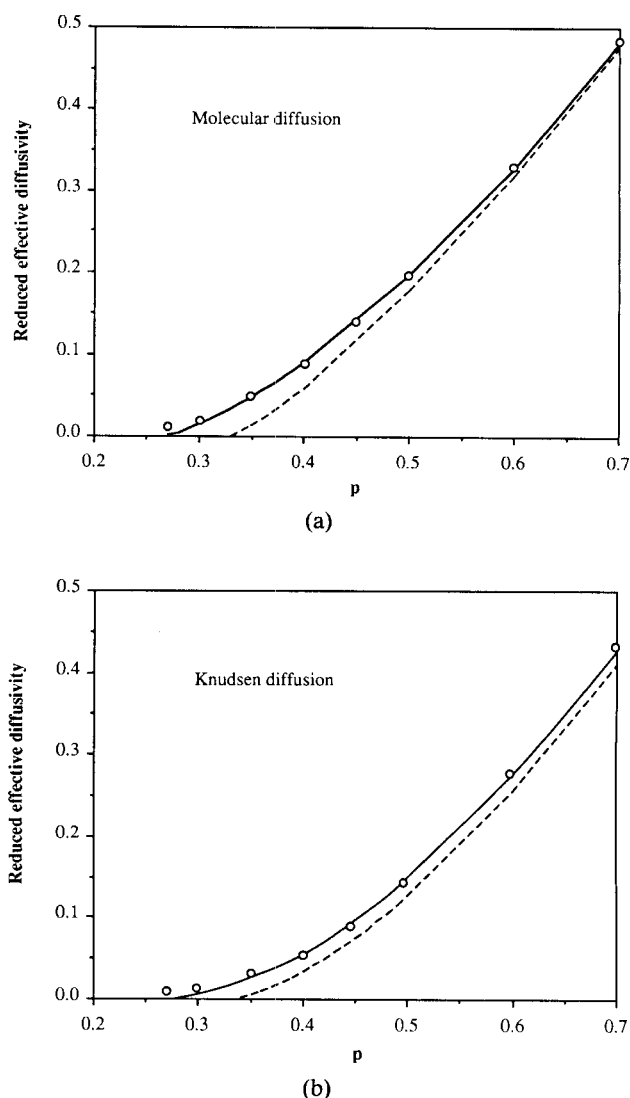 0.5
0.4
0.3
0.2
0.1
0.0
Reduced effective diffusivity
Molecular diffusion
0.2 0.3 0.4 0.5 0.6 0.7
p
(a)
0.5
0.4
0.3
0.2
0.1
0.0
Reduced effective diffusivity
Knudsen diffusion
0.2 0.3 0.4 0.5 0.6 0.7
p
(b)